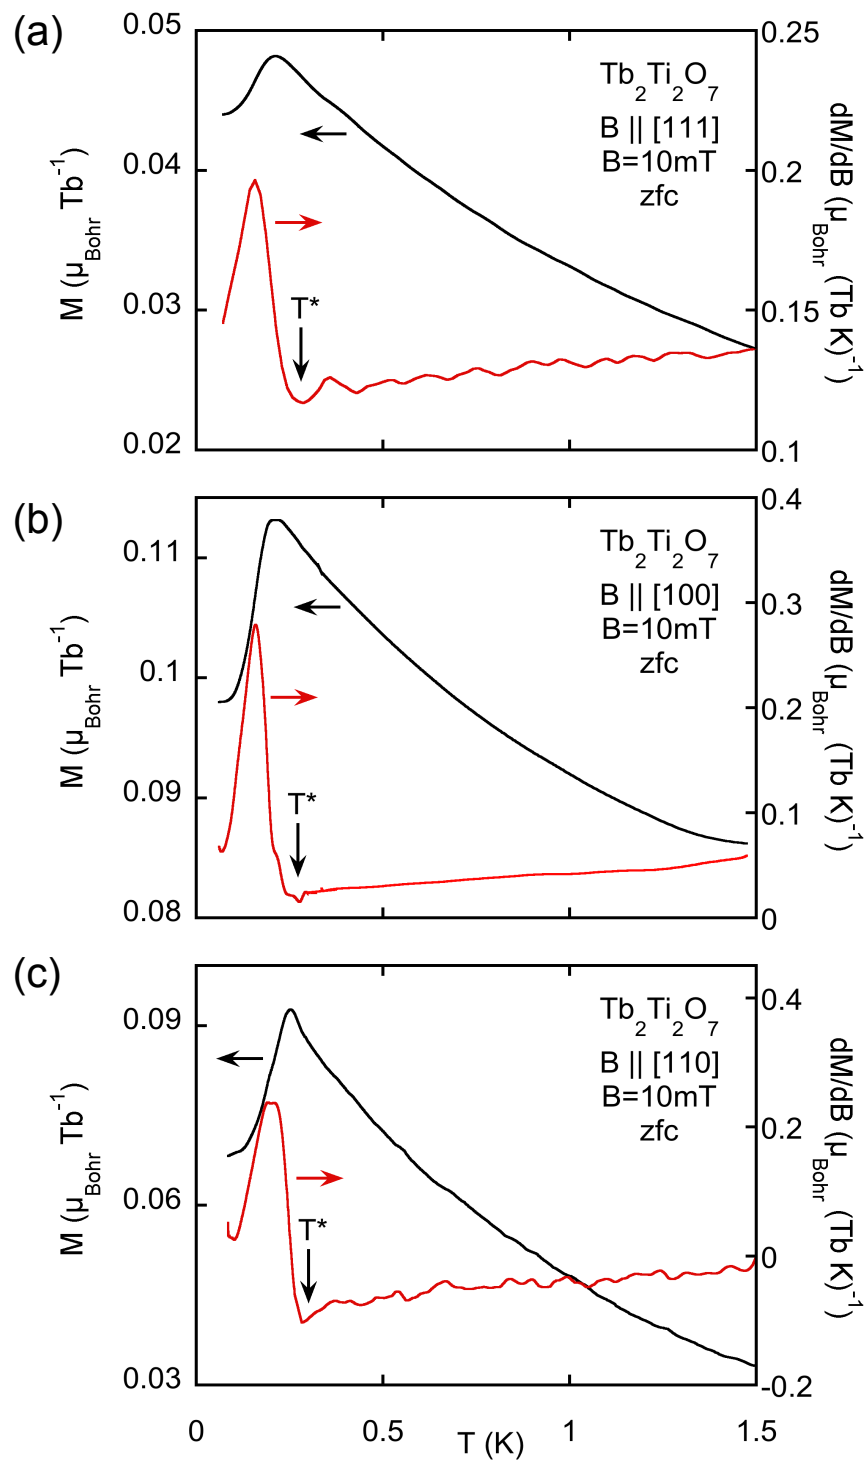 (a)
0.05
0.04
0.03
0.02
M (μBohr Tb-1)
Tb2Ti2O7
B || [111]
B=10mT
zfc
T*
0.25
0.2
0.15
0.1
dM/dB (μBohr (Tb K)-1
(b)
0.11
0.1
0.09
0.08
M (μBohr Tb-1)
Tb2Ti2O7
B || [100]
B=10mT
zfc
T*
0.4
0.3
0.2
0.1
0
dM/dB (μBohr (Tb K)-1
(c)
0.09
0.06
0.03
M (μBohr Tb-1)
Tb2Ti2O7
B || [110]
B=10mT
zfc
T*
0.4
0.2
0
-0.2
dM/dB (μBohr (Tb K)-1
0
0.5
1
1.5
T (K)